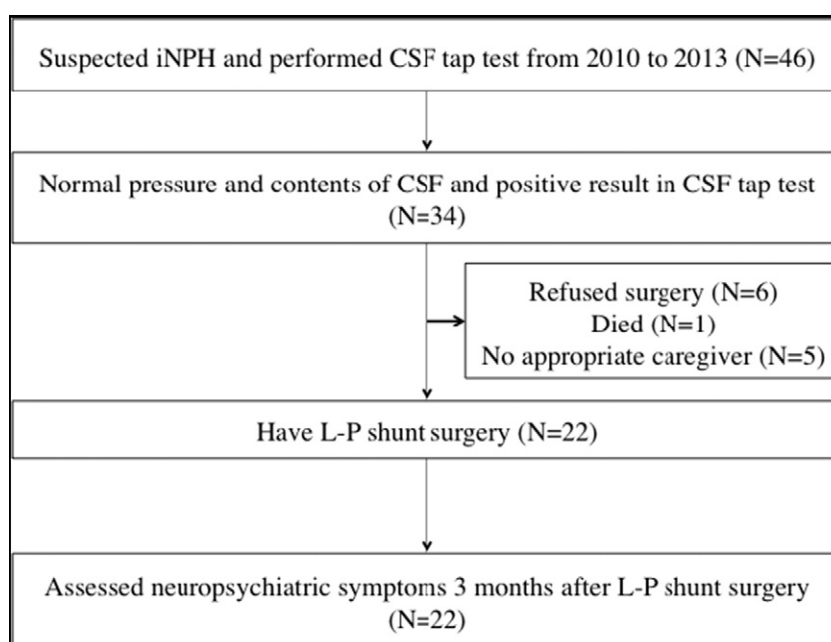 Suspected iNPH and performed CSF tap test from 2010 to 2013 (N=46)
Normal pressure and contents of CSF and positive result in CSF tap test
(N=34)
Refused surgery (N=6)
Died (N=1)
No appropriate caregiver (N=5)
Have L-P shunt surgery (N=22)
Assessed neuropsychiatric symptoms 3 months after L-P shunt surgery
(N=22)